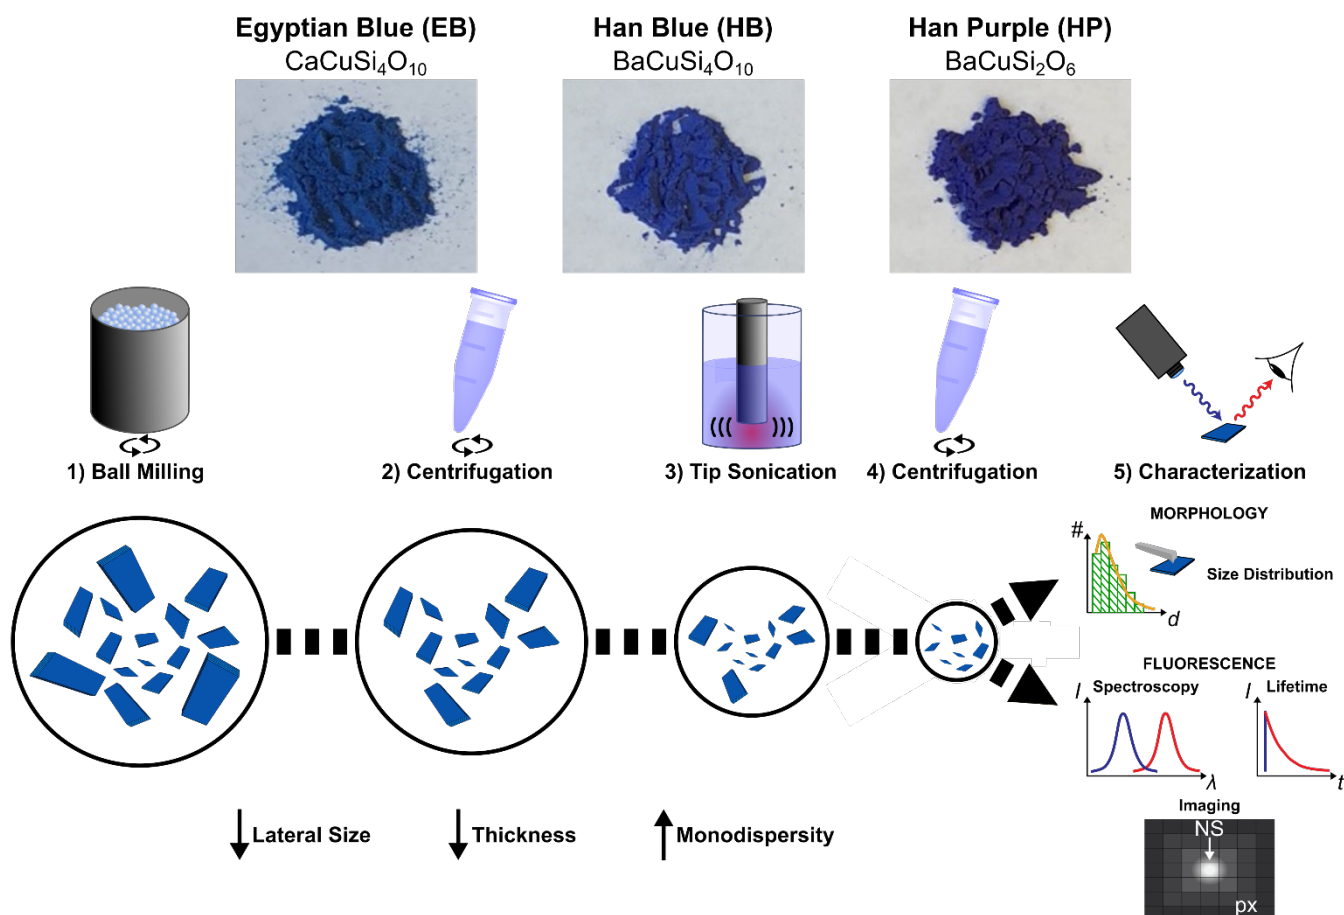 Egyptian Blue (EB)
CaCuSi₄O₁₀
Han Blue (HB)
BaCuSi₄O₁₀
Han Purple (HP)
BaCuSi₂O₆
1) Ball Milling
2) Centrifugation
3) Tip Sonication
4) Centrifugation
5) Characterization
MORPHOLOGY
#
Size Distribution
d
FLUORESCENCE
I
Spectroscopy
I
Lifetime
λ
t
Imaging
NS
px
Lateral Size
Thickness
Monodispersity